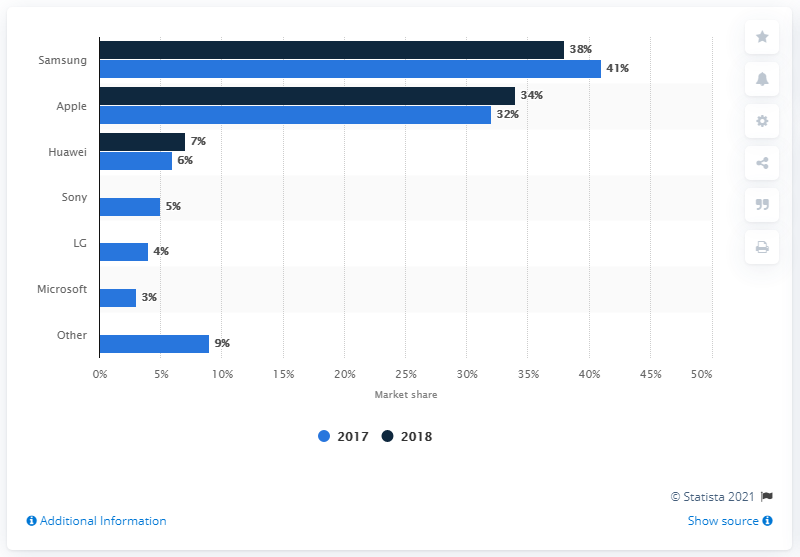 Samsung
38%
41%
Apple
34%
32%
Huawei
7%
6%
Sony
5%
LG
4%
Microsoft
3%
Other
9%
0% 5% 10% 15% 20% 25% 30% 35% 40% 45% 50%
Market share
2017 2018
© Statista 2021
Additional Information Show source